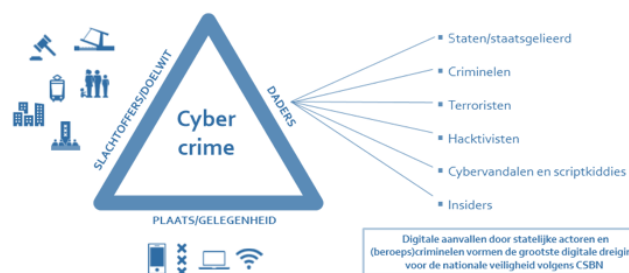 Staten/staatsgelieerd
Criminelen
Terroristen
Hacktivisten
Cybervandalen en scriptkiddies
Insiders
SLACHTOFFERS/DOELWIT
DADERS
Cyber
crime
PLAATS/GELEGENHEID
Digitale aanvallen door statelijke actoren en
(beroeps)criminelen vormen de grootste digitale dreigin
voor de nationale veiligheid volgens CSBN